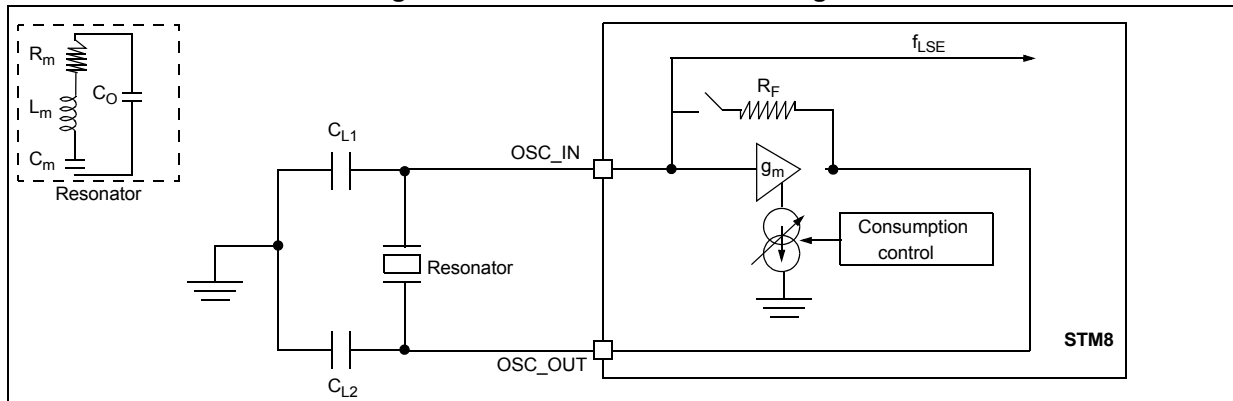 R_m
L_m
C_m
C_O
Resonator
C_L1
C_L2
Resonator
OSC_IN
OSC_OUT
f_LSE
R_F
g_m
Consumption
control
STM8